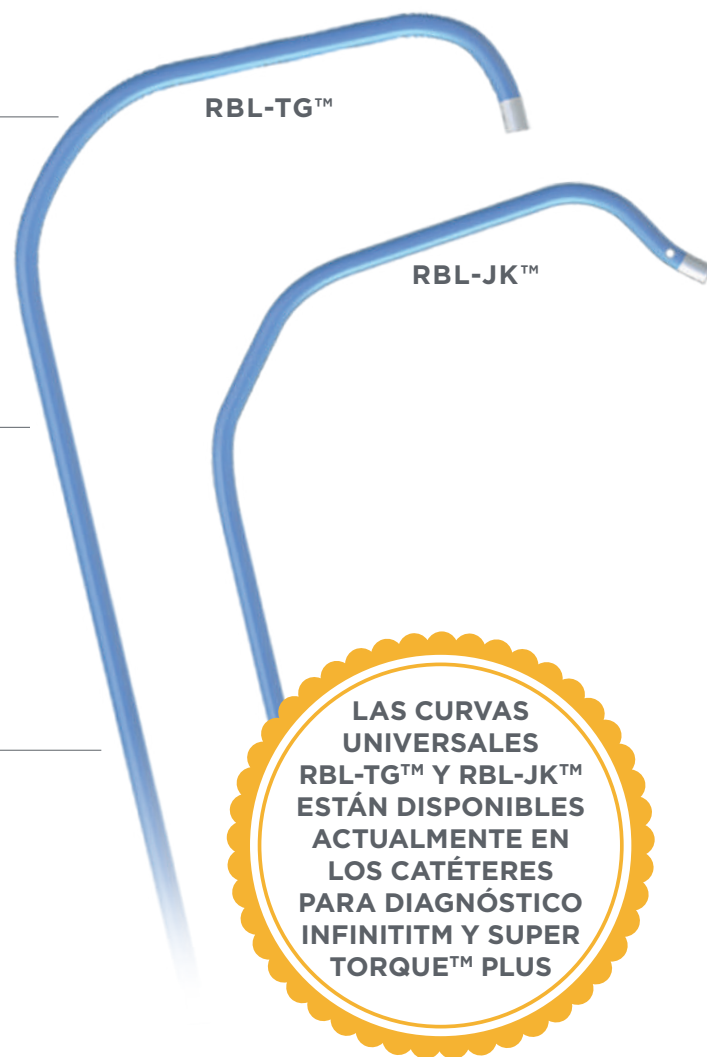 RBL-TG™
RBL-JK™
LAS CURVAS
UNIVERSALES
RBL-TG™ Y RBL-JK™
ESTÁN DISPONIBLES
ACTUALMENTE EN
LOS CATÉTERES
PARA DIAGNÓSTICO
INFINITITM Y SUPER
TORQUE™ PLUS